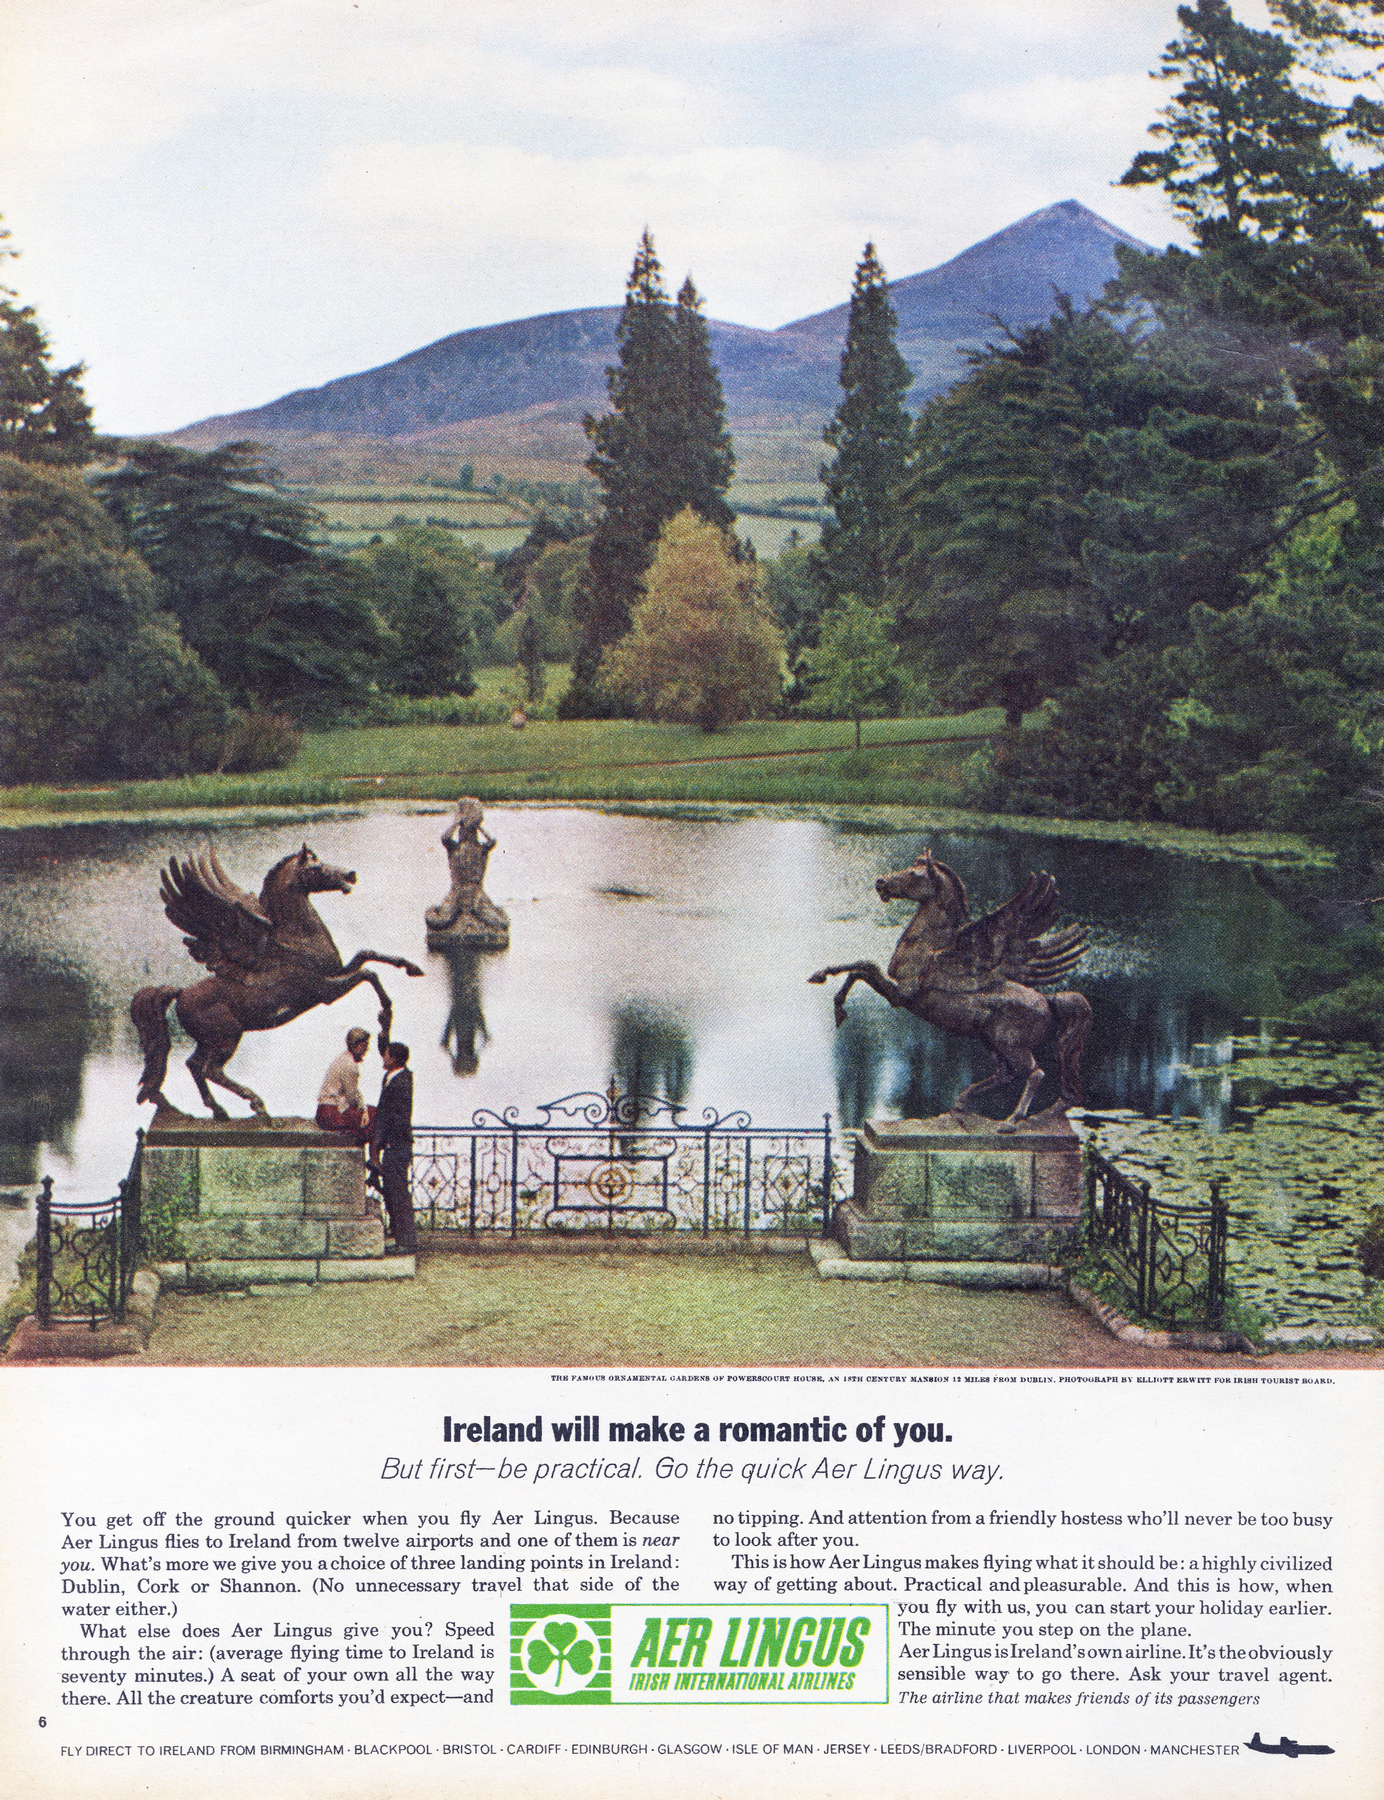 THE FAMOUS ORNAMENTAL GARDENS OF POWERSCOURT HOUSE, AN 18TH CENTURY MANSION 12 MILES FROM DUBLIN. PHOTOGRAPH BY ELLIOTT ERWITT FOR IRISH TOURIST BOARD.
Ireland will make a romantic of you.
But first—be practical. Go the quick Aer Lingus way.
You get off the ground quicker when you fly Aer Lingus. Because
Aer Lingus flies to Ireland from twelve airports and one of them is near
you. What's more we give you a choice of three landing points in Ireland:
Dublin, Cork or Shannon. (No unnecessary travel that side of the
water either.)
What else does Aer Lingus give you? Speed
through the air: (average flying time to Ireland is
seventy minutes.) A seat of your own all the way
there. All the creature comforts you'd expect—and
no tipping. And attention from a friendly hostess who'll never be too busy
to look after you.
This is how Aer Lingus makes flying what it should be: a highly civilized
way of getting about. Practical and pleasurable. And this is how, when
you fly with us, you can start your holiday earlier.
The minute you step on the plane.
Aer Lingus is Ireland's own airline. It's the obviously
sensible way to go there. Ask your travel agent.
The airline that makes friends of its passengers
AER LINGUS
IRISH INTERNATIONAL AIRLINES
6
FLY DIRECT TO IRELAND FROM BIRMINGHAM · BLACKPOOL · BRISTOL · CARDIFF · EDINBURGH · GLASGOW · ISLE OF MAN · JERSEY · LEEDS/BRADFORD · LIVERPOOL · LONDON · MANCHESTER